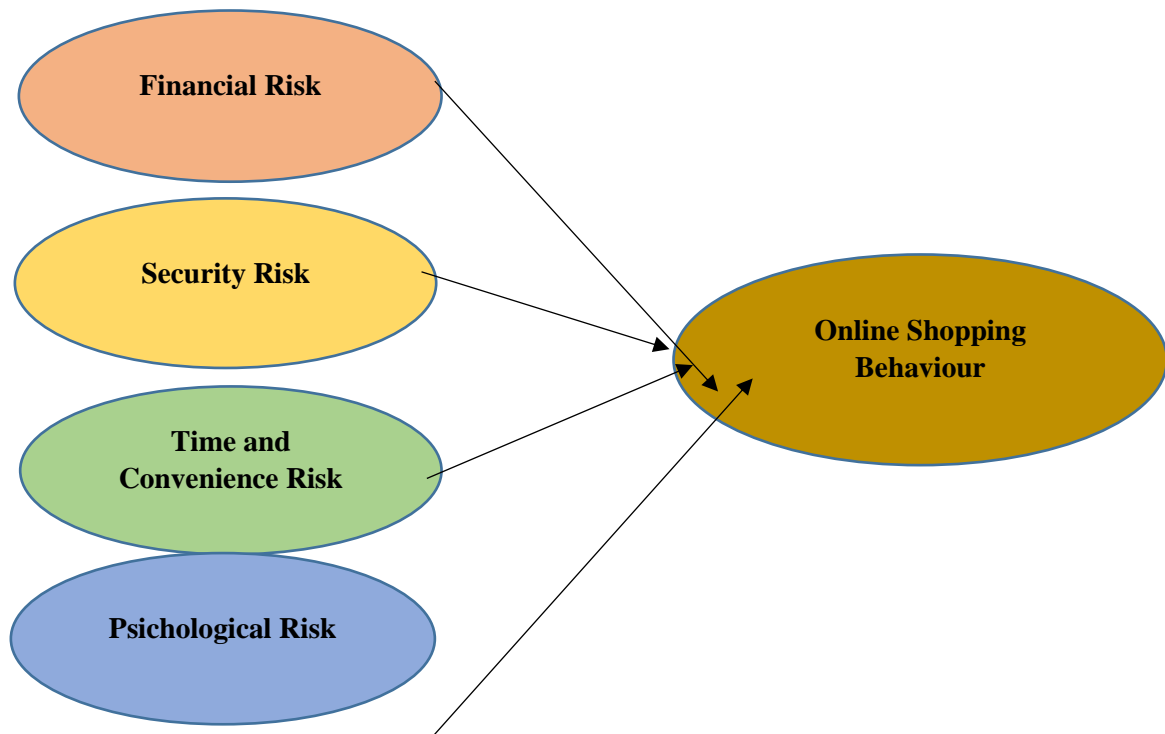 Financial Risk
Security Risk
Time and
Convenience Risk
Psichological Risk
Online Shopping
Behaviour